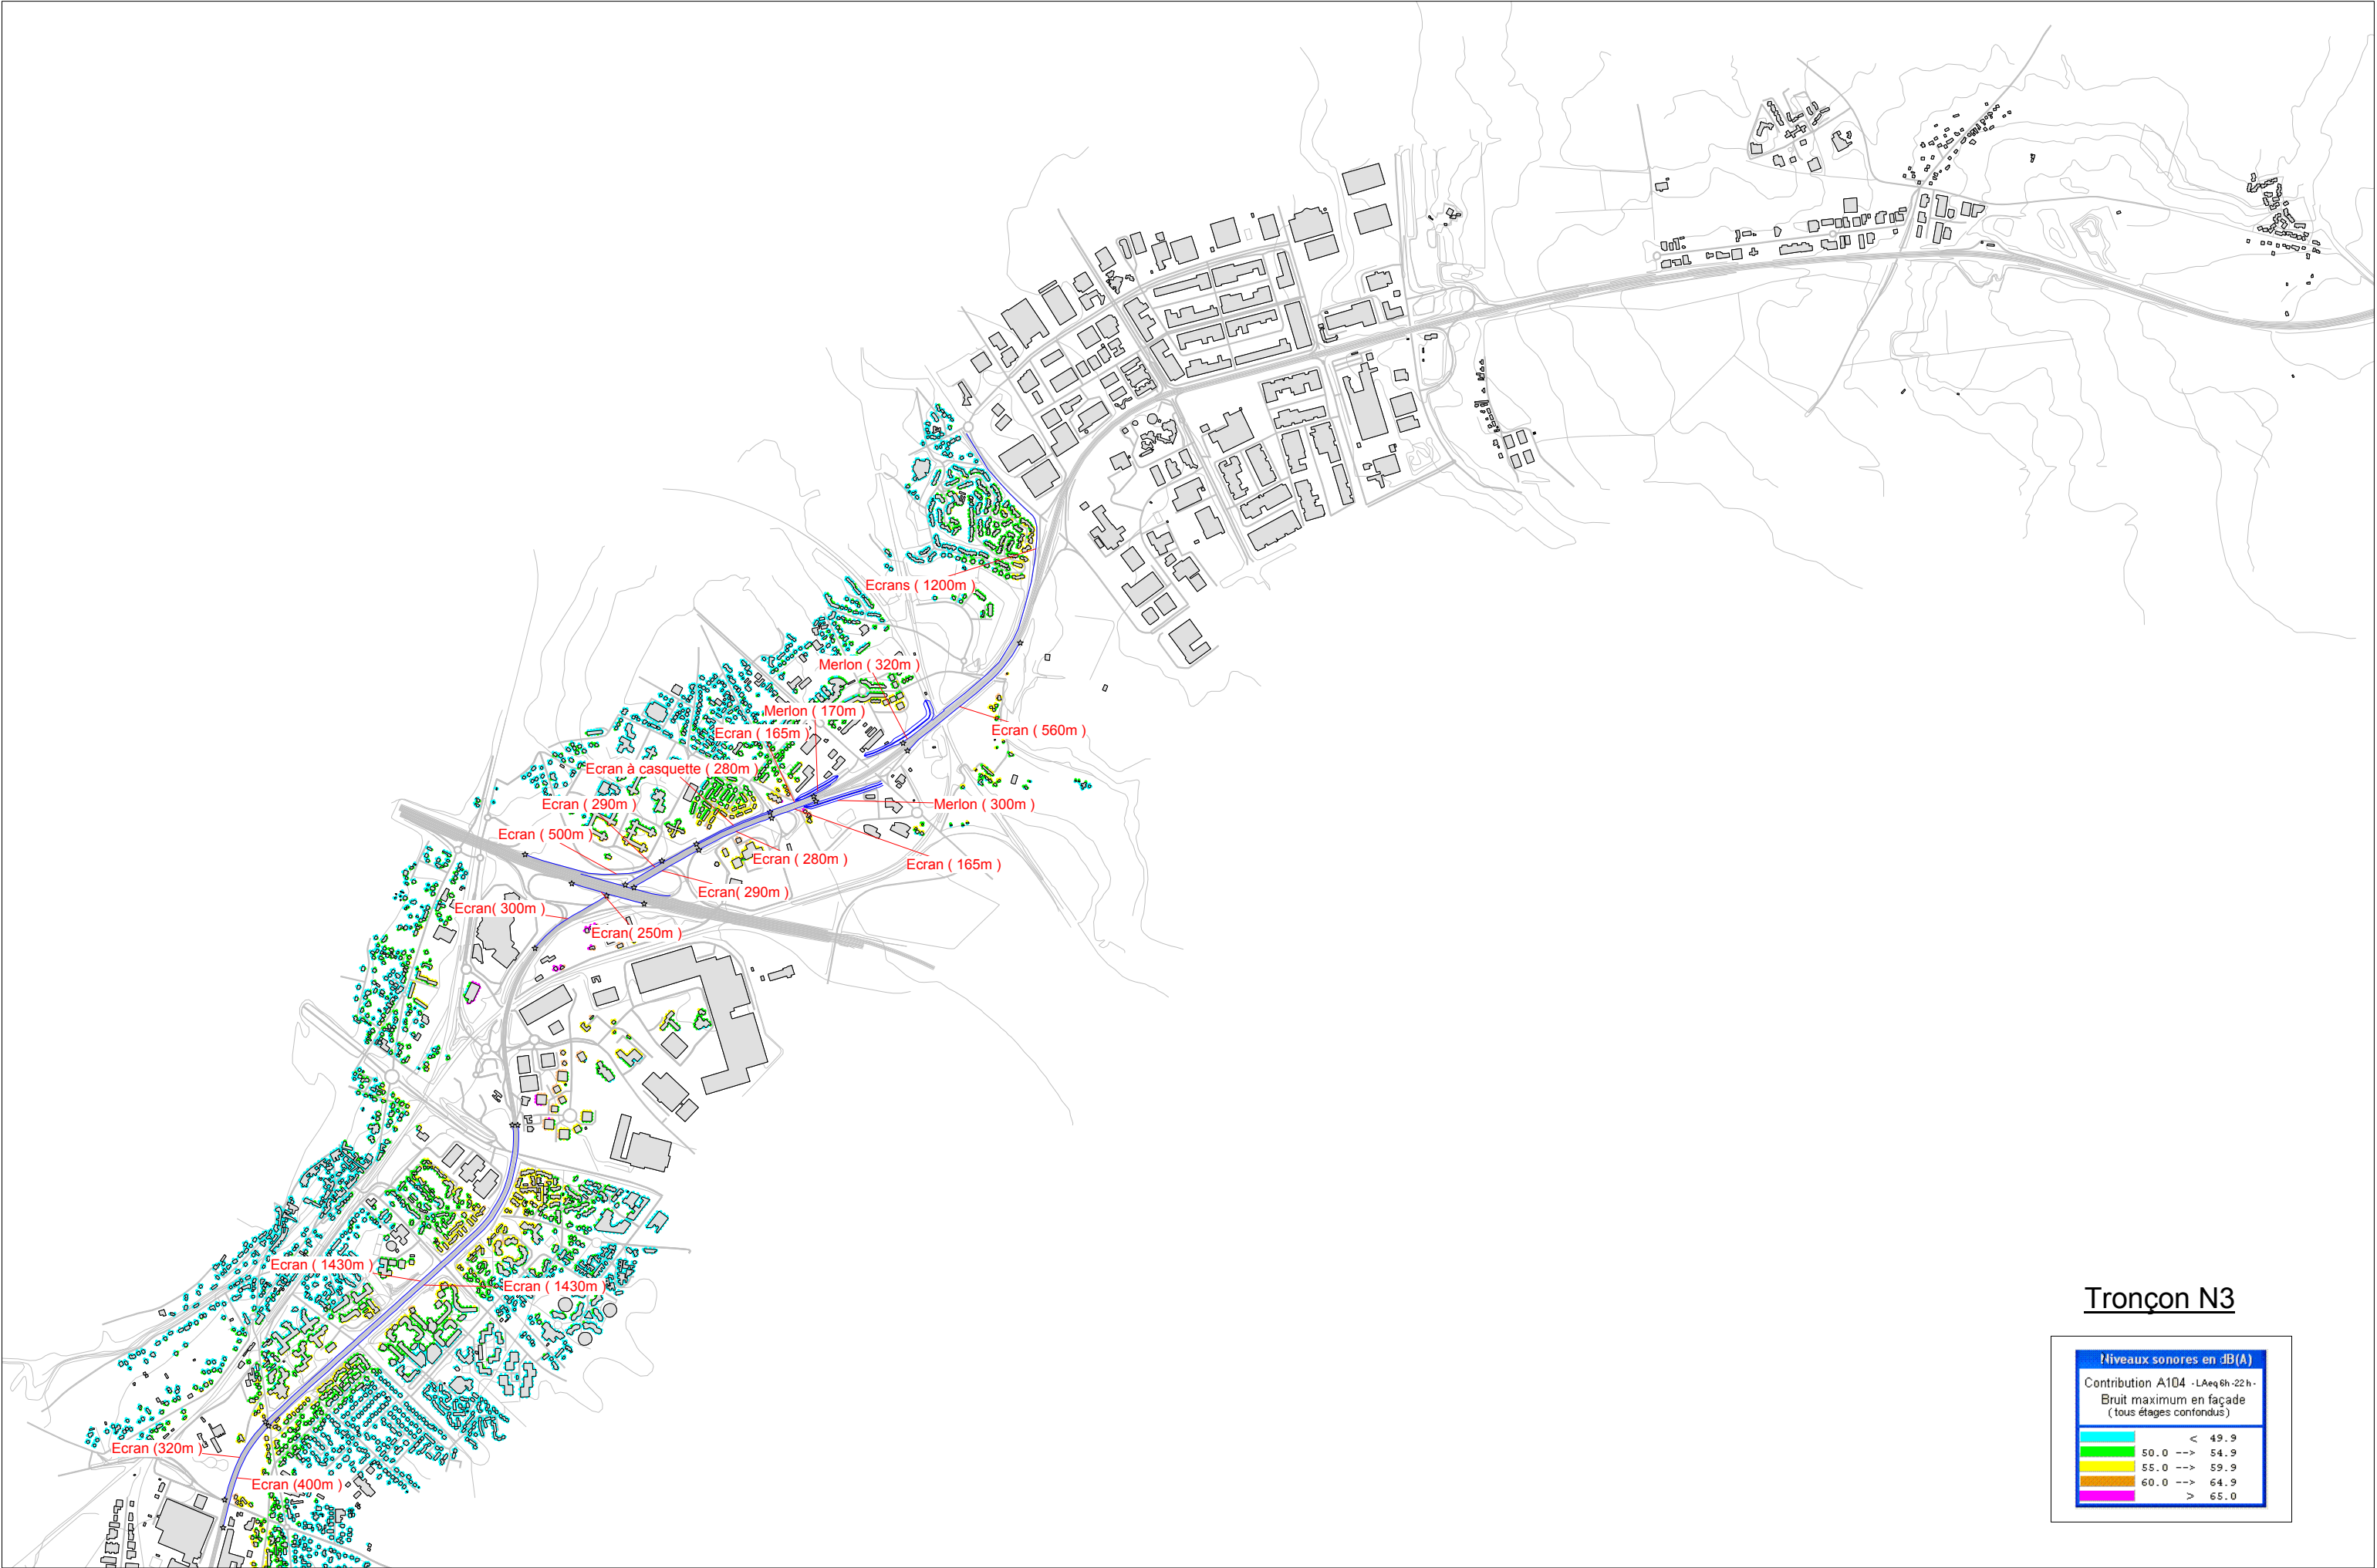 Ecrans ( 1200m )
Merlon ( 320m )
Merlon ( 170m )
Ecran ( 165m )
Ecran ( 560m )
Ecran à casquette ( 280m )
Ecran ( 290m )
Merlon ( 300m )
Ecran ( 500m )
Ecran ( 280m )
Ecran ( 165m )
Ecran( 290m )
Ecran( 300m )
Ecran( 250m )
Ecran ( 1430m )
Ecran ( 1430m )
Ecran (320m )
Ecran (400m )
Tronçon N3
Niveaux sonores en dB(A)
Contribution A104 - LAeq 6h -22 h -
Bruit maximum en façade
( tous étages confondus )
< 49.9
50.0 --> 54.9
55.0 --> 59.9
60.0 --> 64.9
> 65.0